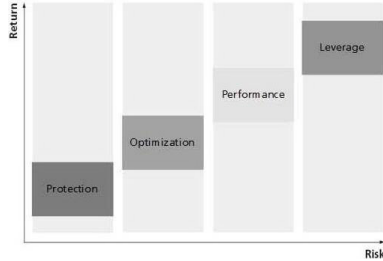 Return
Leverage
Performance
Optimization
Protection
Risk